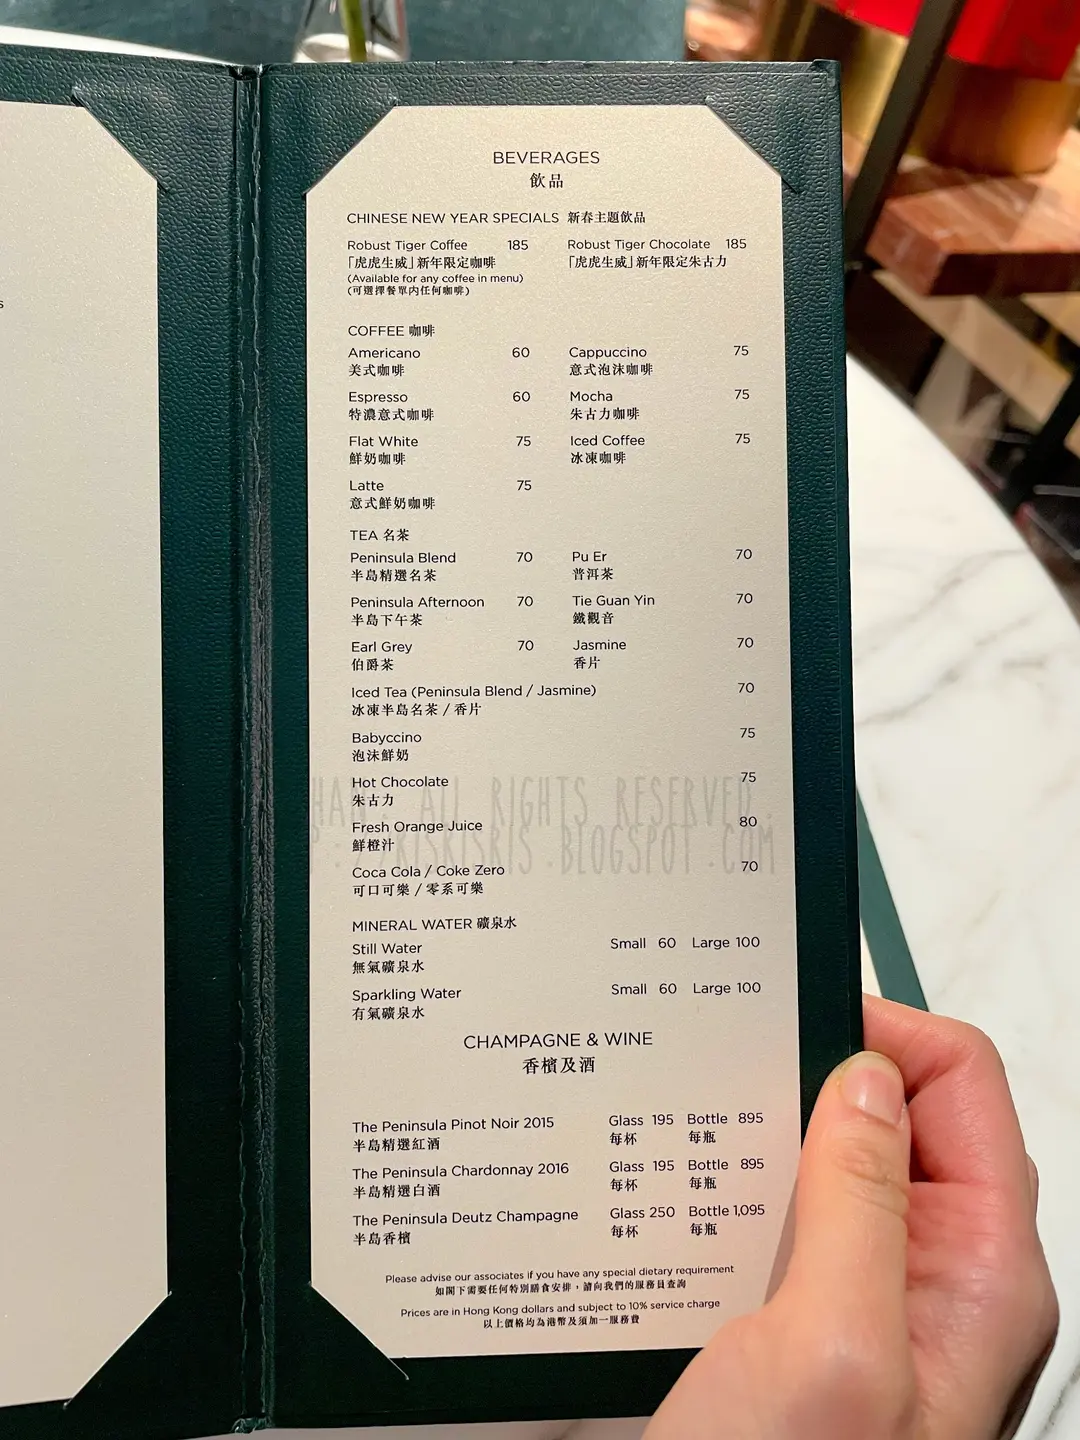 s
BEVERAGES
飲品
CHINESE NEW YEAR SPECIALS 新春主題飲品
Robust Tiger Coffee 185 Robust Tiger Chocolate 185
「虎虎生威」新年限定咖啡 「虎虎生威」新年限定朱古力
(Available for any coffee in menu)
(可選擇餐單内任何咖啡)
COFFEE 咖啡
Americano 60 Cappuccino 75
美式咖啡 意式泡沫咖啡
Espresso 60 Mocha 75
特濃意式咖啡 朱古力咖啡
Flat White 75 Iced Coffee 75
鮮奶咖啡 冰凍咖啡
Latte 75
意式鮮奶咖啡
TEA 名茶
Peninsula Blend 70 Pu Er 70
半島精選名茶 普洱茶
Peninsula Afternoon 70 Tie Guan Yin 70
半島下午茶 鐵觀音
Earl Grey 70 Jasmine 70
伯爵茶 香片
Iced Tea (Peninsula Blend / Jasmine) 70
冰凍半島名茶 / 香片
Babyccino 75
泡沫鮮奶
Hot Chocolate 75
朱古力
ALL RIGHTS RESERVED
Fresh Orange Juice 80
鮮橙汁
.BLOGSPOT.COM
Coca Cola / Coke Zero 70
可口可樂 / 零系可樂
MINERAL WATER 礦泉水
Still Water Small 60 Large 100
無氣礦泉水
Sparkling Water Small 60 Large 100
有氣礦泉水
CHAMPAGNE & WINE
香檳及酒
The Peninsula Pinot Noir 2015 Glass 195 Bottle 895
半島精選紅酒 每杯 每瓶
The Peninsula Chardonnay 2016 Glass 195 Bottle 895
半島精選白酒 每杯 每瓶
The Peninsula Deutz Champagne Glass 250 Bottle 1,095
半島香檳 每杯 每瓶
Please advise our associates if you have any special dietary requirement
如閣下需要任何特別膳食安排，請向我們的服務員查詢
Prices are in Hong Kong dollars and subject to 10% service charge
以上價格均為港幣及須加一服務費